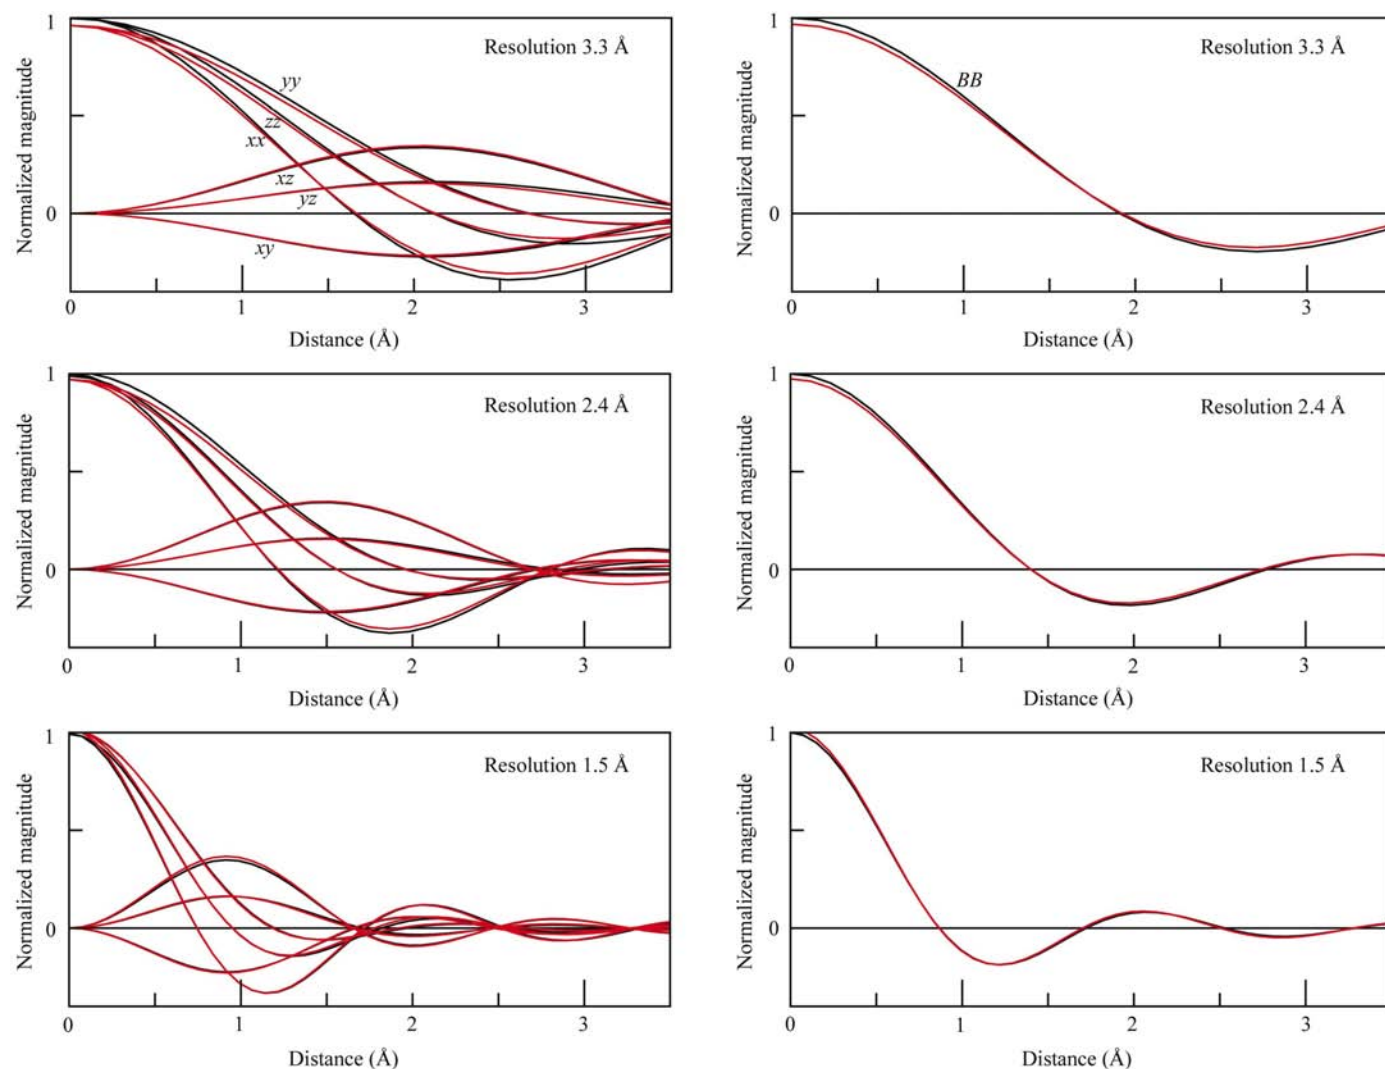 1
Resolution 3.3 Å
Normalized magnitude
yy
zz
xx
xz
yz
0
xy
0 1 2 3
Distance (Å)
1
Resolution 3.3 Å
Normalized magnitude
BB
0
0 1 2 3
Distance (Å)
1
Resolution 2.4 Å
Normalized magnitude
0
0 1 2 3
Distance (Å)
1
Resolution 2.4 Å
Normalized magnitude
0
0 1 2 3
Distance (Å)
1
Resolution 1.5 Å
Normalized magnitude
0
0 1 2 3
Distance (Å)
1
Resolution 1.5 Å
Normalized magnitude
0
0 1 2 3
Distance (Å)